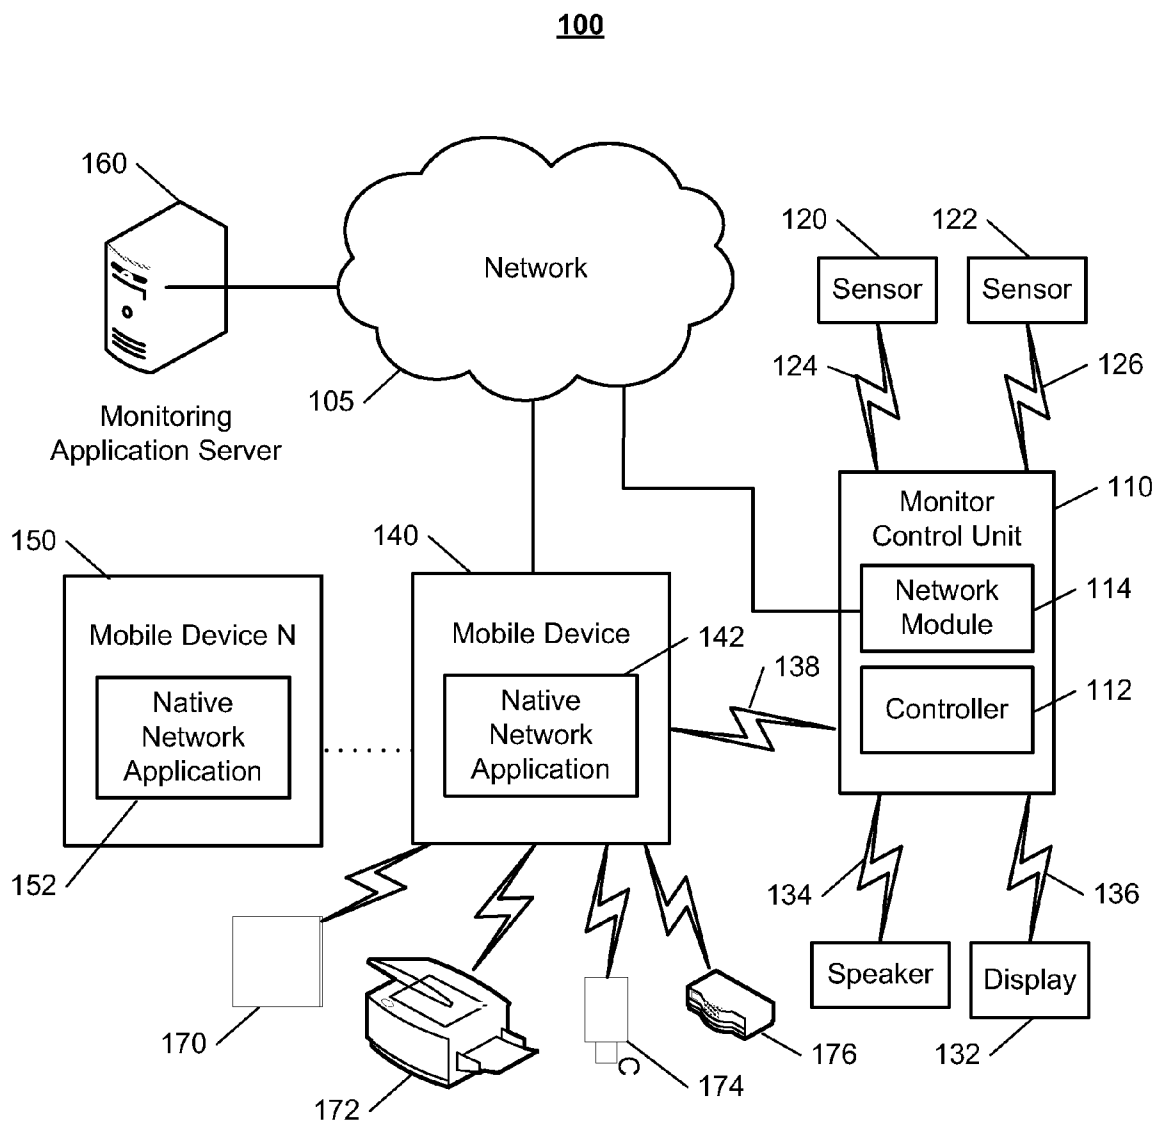 100
160
Network
120
122
Sensor
Sensor
124
126
105
Monitoring
Application Server
110
Monitor
Control Unit
150
140
Network
Module
114
Mobile Device N
Mobile Device
142
138
Native
Network
Application
Native
Network
Application
Controller
112
152
134
136
Speaker
Display
170
172
C
174
176
132